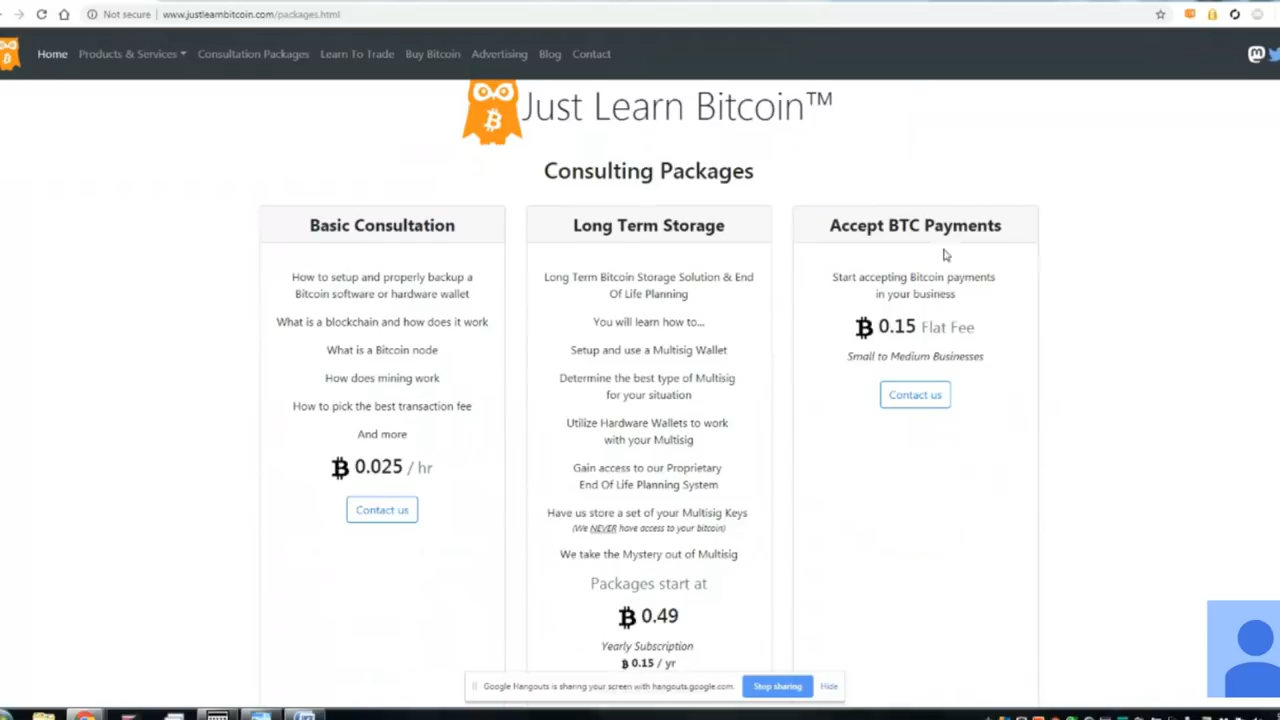 Not secure | www.justlearnbitcoin.com/packages.html
Home Products & Services Consultation Packages Learn To Trade Buy Bitcoin Advertising Blog Contact
Just Learn Bitcoin™
Consulting Packages
Basic Consultation
How to setup and properly backup a
Bitcoin software or hardware wallet
What is a blockchain and how does it work
What is a Bitcoin node
How does mining work
How to pick the best transaction fee
And more
₿ 0.025 / hr
Contact us
Long Term Storage
Long Term Bitcoin Storage Solution & End
Of Life Planning
You will learn how to...
Setup and use a Multisig Wallet
Determine the best type of Multisig
for your situation
Utilize Hardware Wallets to work
with your Multisig
Gain access to our Proprietary
End Of Life Planning System
Have us store a set of your Multisig Keys
(We NEVER have access to your bitcoin)
We take the Mystery out of Multisig
Packages start at
₿ 0.49
Yearly Subscription
₿ 0.15 / yr
Accept BTC Payments
Start accepting Bitcoin payments
in your business
₿ 0.15 Flat Fee
Small to Medium Businesses
Contact us
Google Hangouts is sharing your screen with hangouts.google.com. Stop sharing Hide